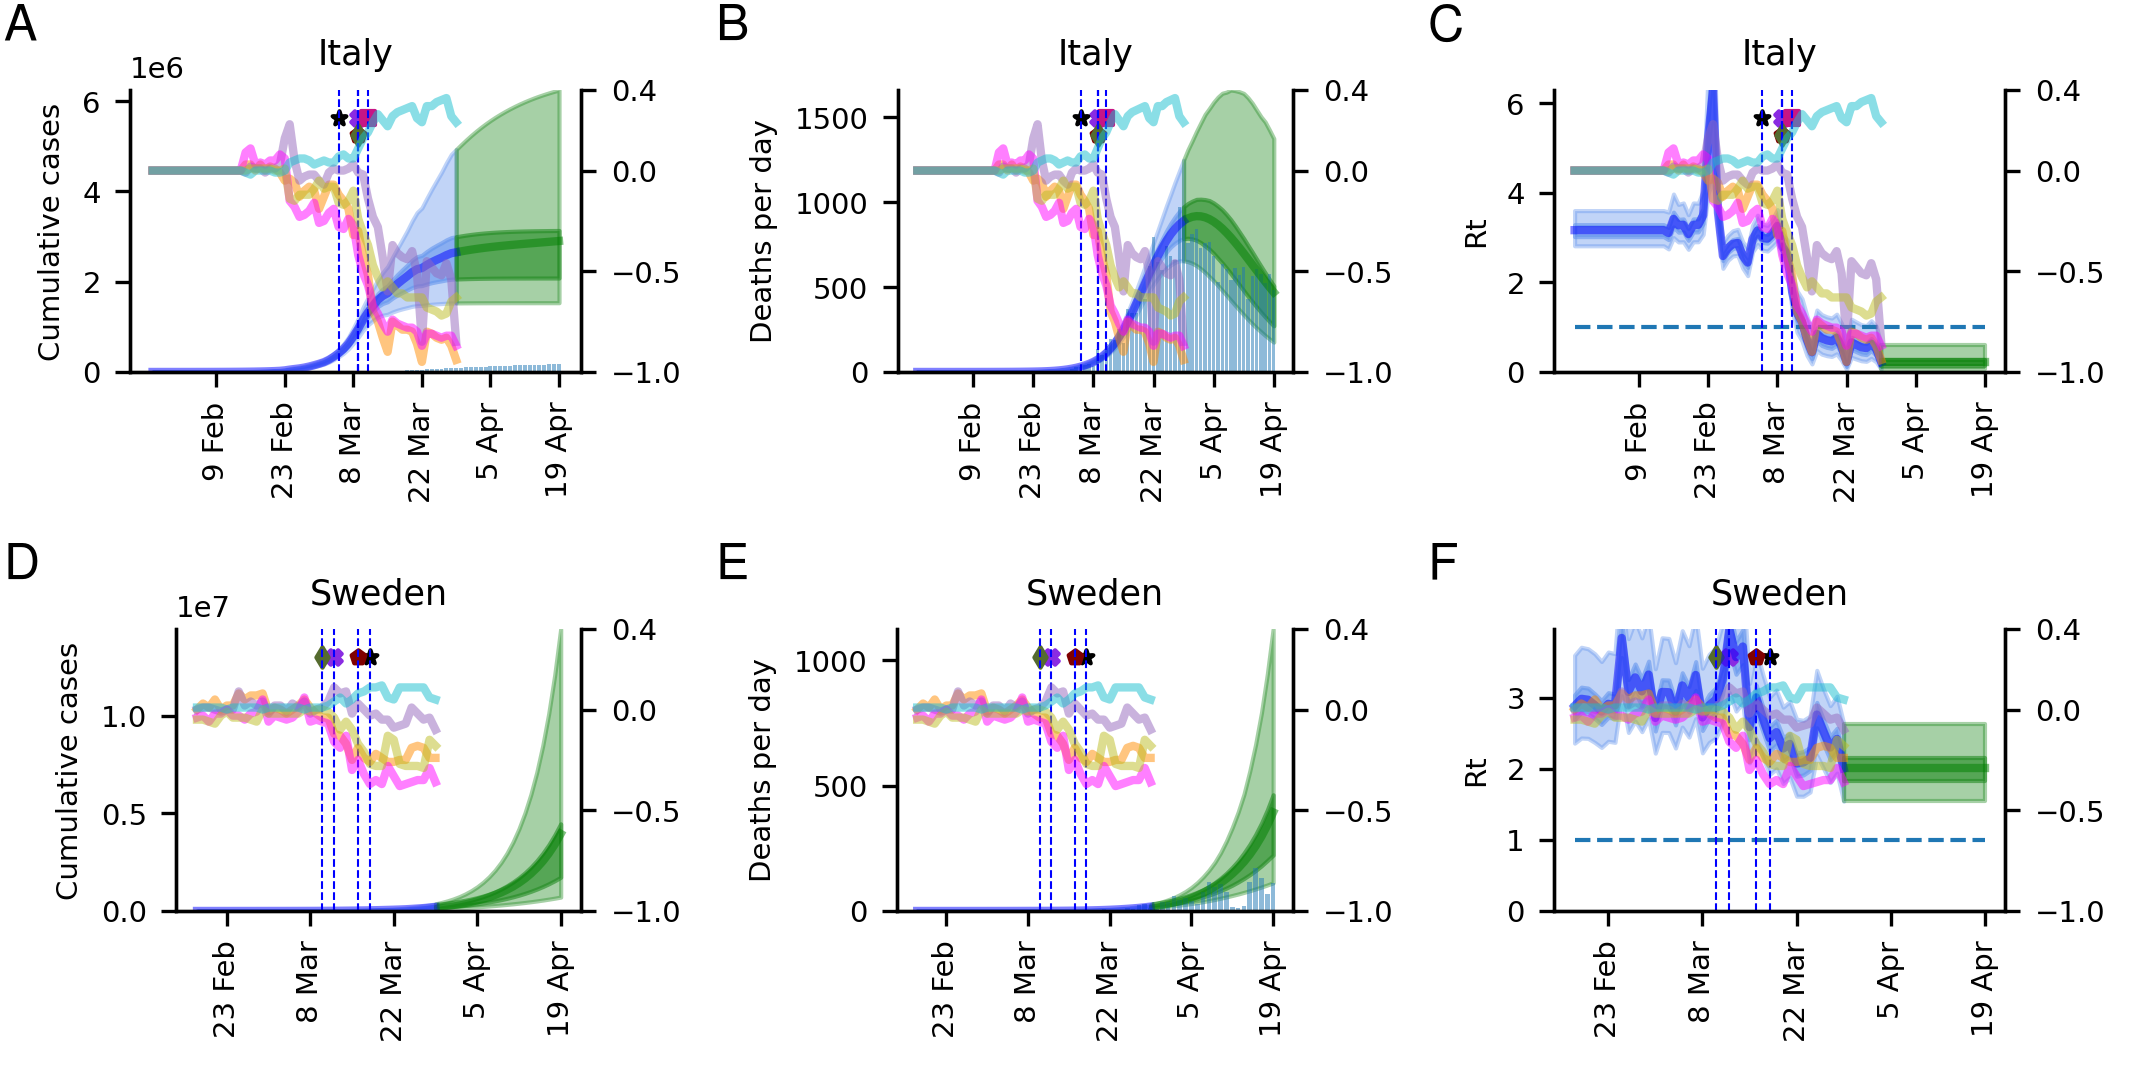 A
Italy
1e6
Cumulative cases
6
4
2
0
0.4
0.0
−0.5
−1.0
9 Feb
23 Feb
8 Mar
22 Mar
5 Apr
19 Apr
B
Italy
Deaths per day
1500
1000
500
0
0.4
0.0
−0.5
−1.0
9 Feb
23 Feb
8 Mar
22 Mar
5 Apr
19 Apr
C
Italy
Rt
6
4
2
0
0.4
0.0
−0.5
−1.0
9 Feb
23 Feb
8 Mar
22 Mar
5 Apr
19 Apr
D
Sweden
1e7
Cumulative cases
1.0
0.5
0.0
0.4
0.0
−0.5
−1.0
23 Feb
8 Mar
22 Mar
5 Apr
19 Apr
E
Sweden
Deaths per day
1000
500
0
0.4
0.0
−0.5
−1.0
23 Feb
8 Mar
22 Mar
5 Apr
19 Apr
F
Sweden
Rt
3
2
1
0
0.4
0.0
−0.5
−1.0
23 Feb
8 Mar
22 Mar
5 Apr
19 Apr